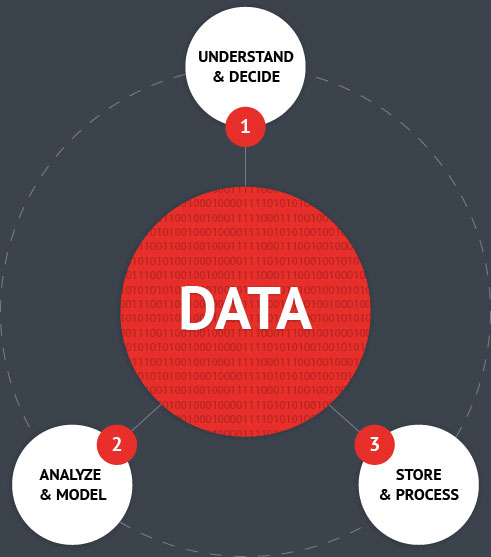 UNDERSTAND
& DECIDE
1
DATA
2
ANALYZE
& MODEL
3
STORE
& PROCESS